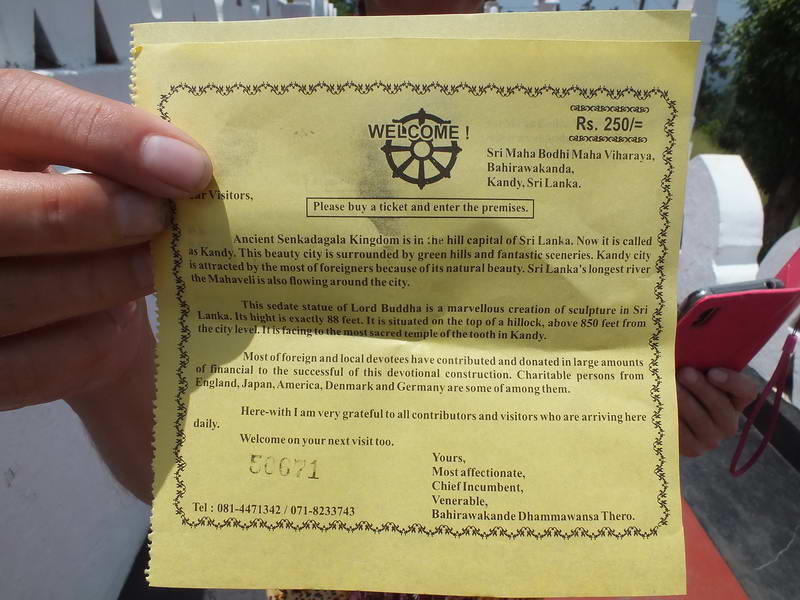 WELCOME !
Rs. 250/=
Sri Maha Bodhi Maha Viharaya,
Bahirawakanda,
Kandy, Sri Lanka.
ar Visitors,
Please buy a ticket and enter the premises.
Ancient Senkadagala Kingdom is in the hill capital of Sri Lanka. Now it is called
as Kandy. This beauty city is surrounded by green hills and fantastic sceneries. Kandy city
is attracted by the most of foreigners because of its natural beauty. Sri Lanka's longest river
the Mahaveli is also flowing around the city.
This sedate statue of Lord Buddha is a marvellous creation of sculpture in Sri
Lanka. Its hight is exactly 88 feet. It is situated on the top of a hillock, above 850 feet from
the city level. It is facing to the most sacred temple of the tooth in Kandy.
Most of foreign and local devotees have contributed and donated in large amounts
of financial to the successful of this devotional construction. Charitable persons from
England, Japan, America, Denmark and Germany are some of among them.
Here-with I am very grateful to all contributors and visitors who are arriving here
daily.
Welcome on your next visit too.
50671
Yours,
Most affectionate,
Chief Incumbent,
Venerable,
Bahirawakande Dhammawansa Thero.
Tel : 081-4471342 / 071-8233743